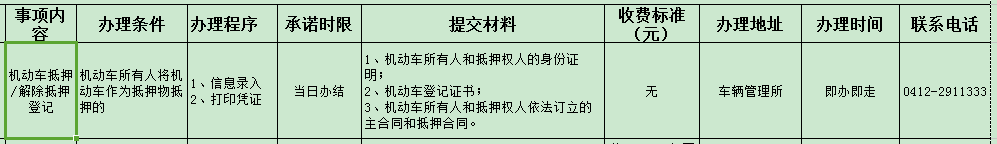 事项内容
办理条件
办理程序
承诺时限
提交材料
收费标准
（元）
办理地址
办理时间
联系电话
机动车抵押
/解除抵押
登记
机动车所有人将机
动车作为抵押物抵
押的
1、信息录入
2、打印凭证
当日办结
1、机动车所有人和抵押权人的身份证
明；
2、机动车登记证书；
3、机动车所有人和抵押权人依法订立的
主合同和抵押合同。
无
车辆管理所
即办即走
0412-2911333